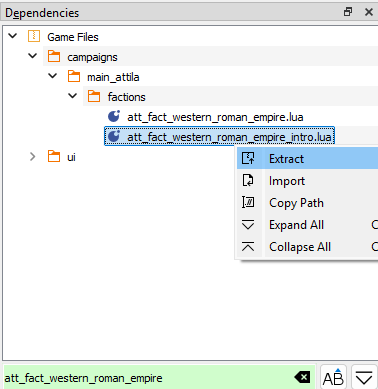 Dependencies
Game Files
campaigns
main_attila
factions
att_fact_western_roman_empire.lua
att_fact_western_roman_empire_intro.lua
ui
Extract
Import
Copy Path
Expand All C
Collapse All C
att_fact_western_roman_empire
AB